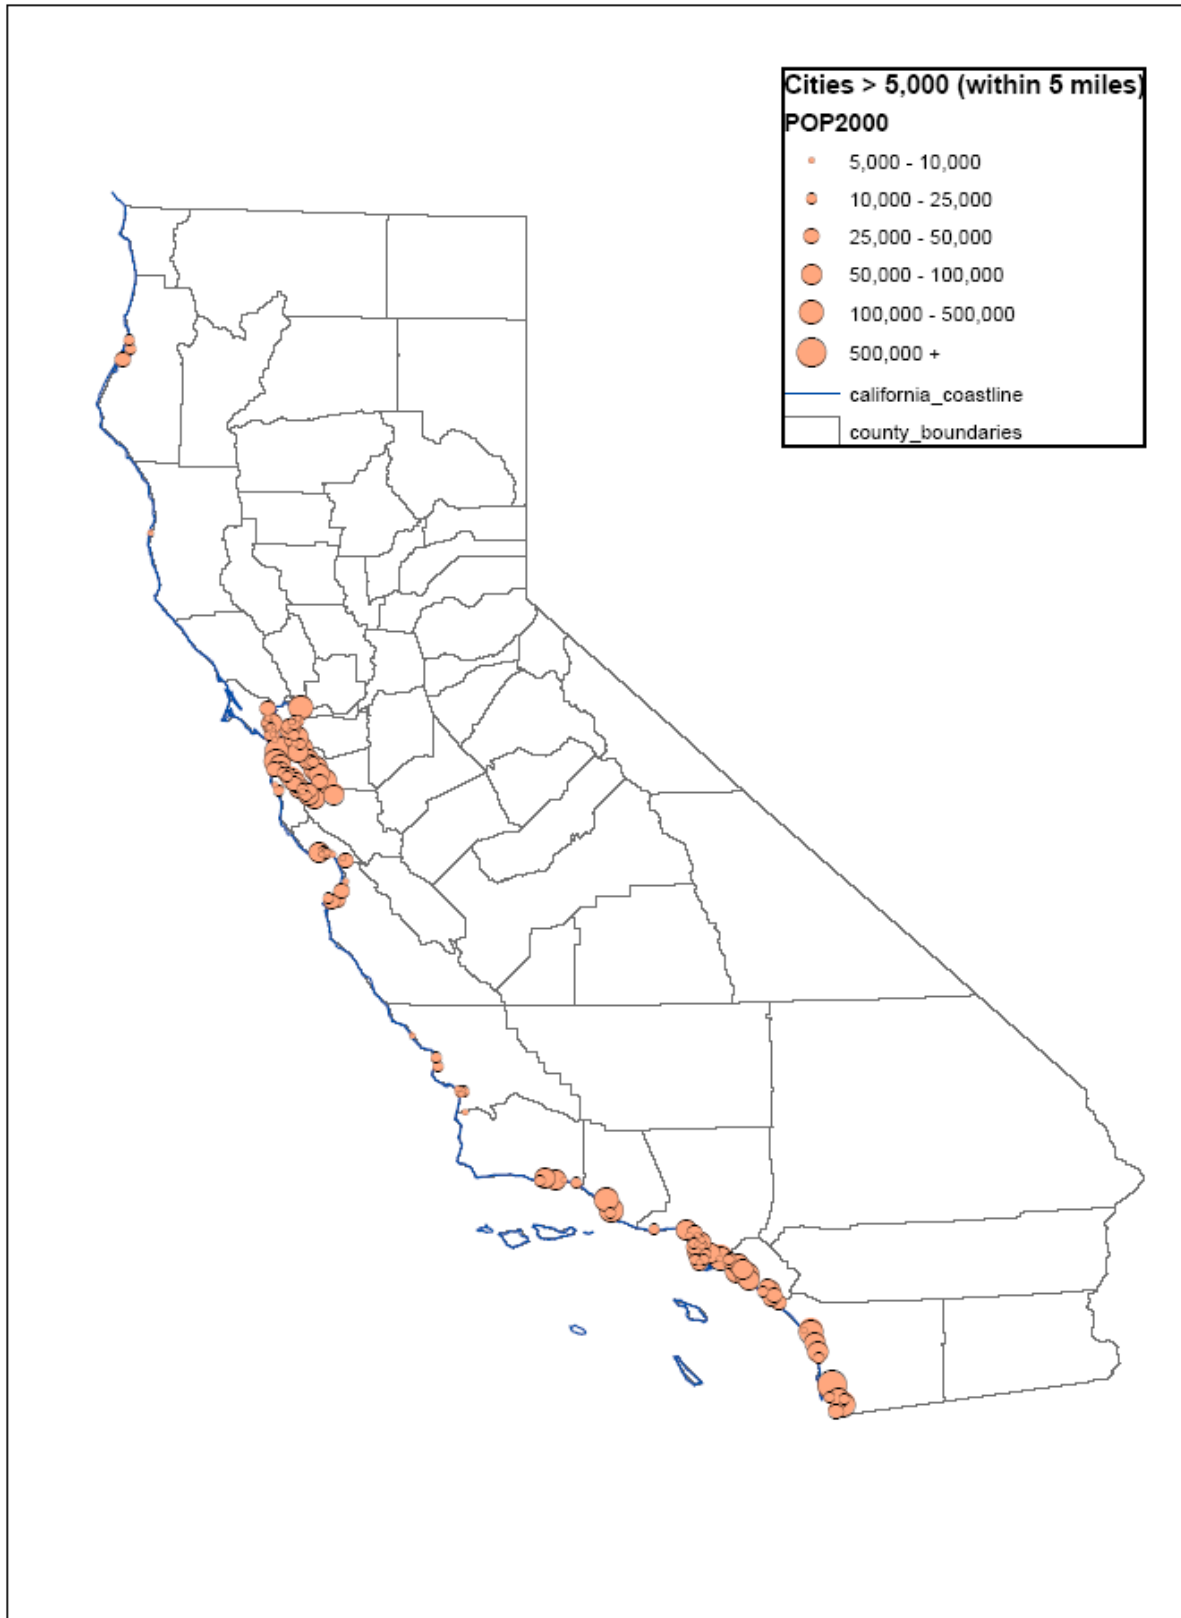 Cities > 5,000 (within 5 miles)
POP2000
5,000 - 10,000
10,000 - 25,000
25,000 - 50,000
50,000 - 100,000
100,000 - 500,000
500,000 +
california_coastline
county_boundaries